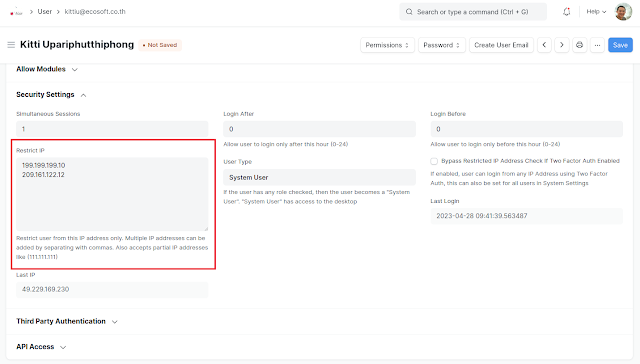 User
kittiu@ecosoft.co.th
Search or type a command (Ctrl + G)
Help
Kitti Upariphutthiphong
Not Saved
Permissions
Password
Create User Email
Save
Allow Modules
Security Settings
Simultaneous Sessions
1
Restrict IP
199.199.199.10
209.161.122.12
Restrict user from this IP address only. Multiple IP addresses can be
added by separating with commas. Also accepts partial IP addresses
like (111.111.111)
Last IP
49.229.169.230
Login After
0
Allow user to login only after this hour (0-24)
User Type
System User
If the user has any role checked, then the user becomes a "System
User". "System User" has access to the desktop
Login Before
0
Allow user to login only before this hour (0-24)
Bypass Restricted IP Address Check If Two Factor Auth Enabled
If enabled, user can login from any IP Address using Two Factor
Auth, this can also be set for all users in System Settings
Last Login
2023-04-28 09:41:39.563487
Third Party Authentication
API Access